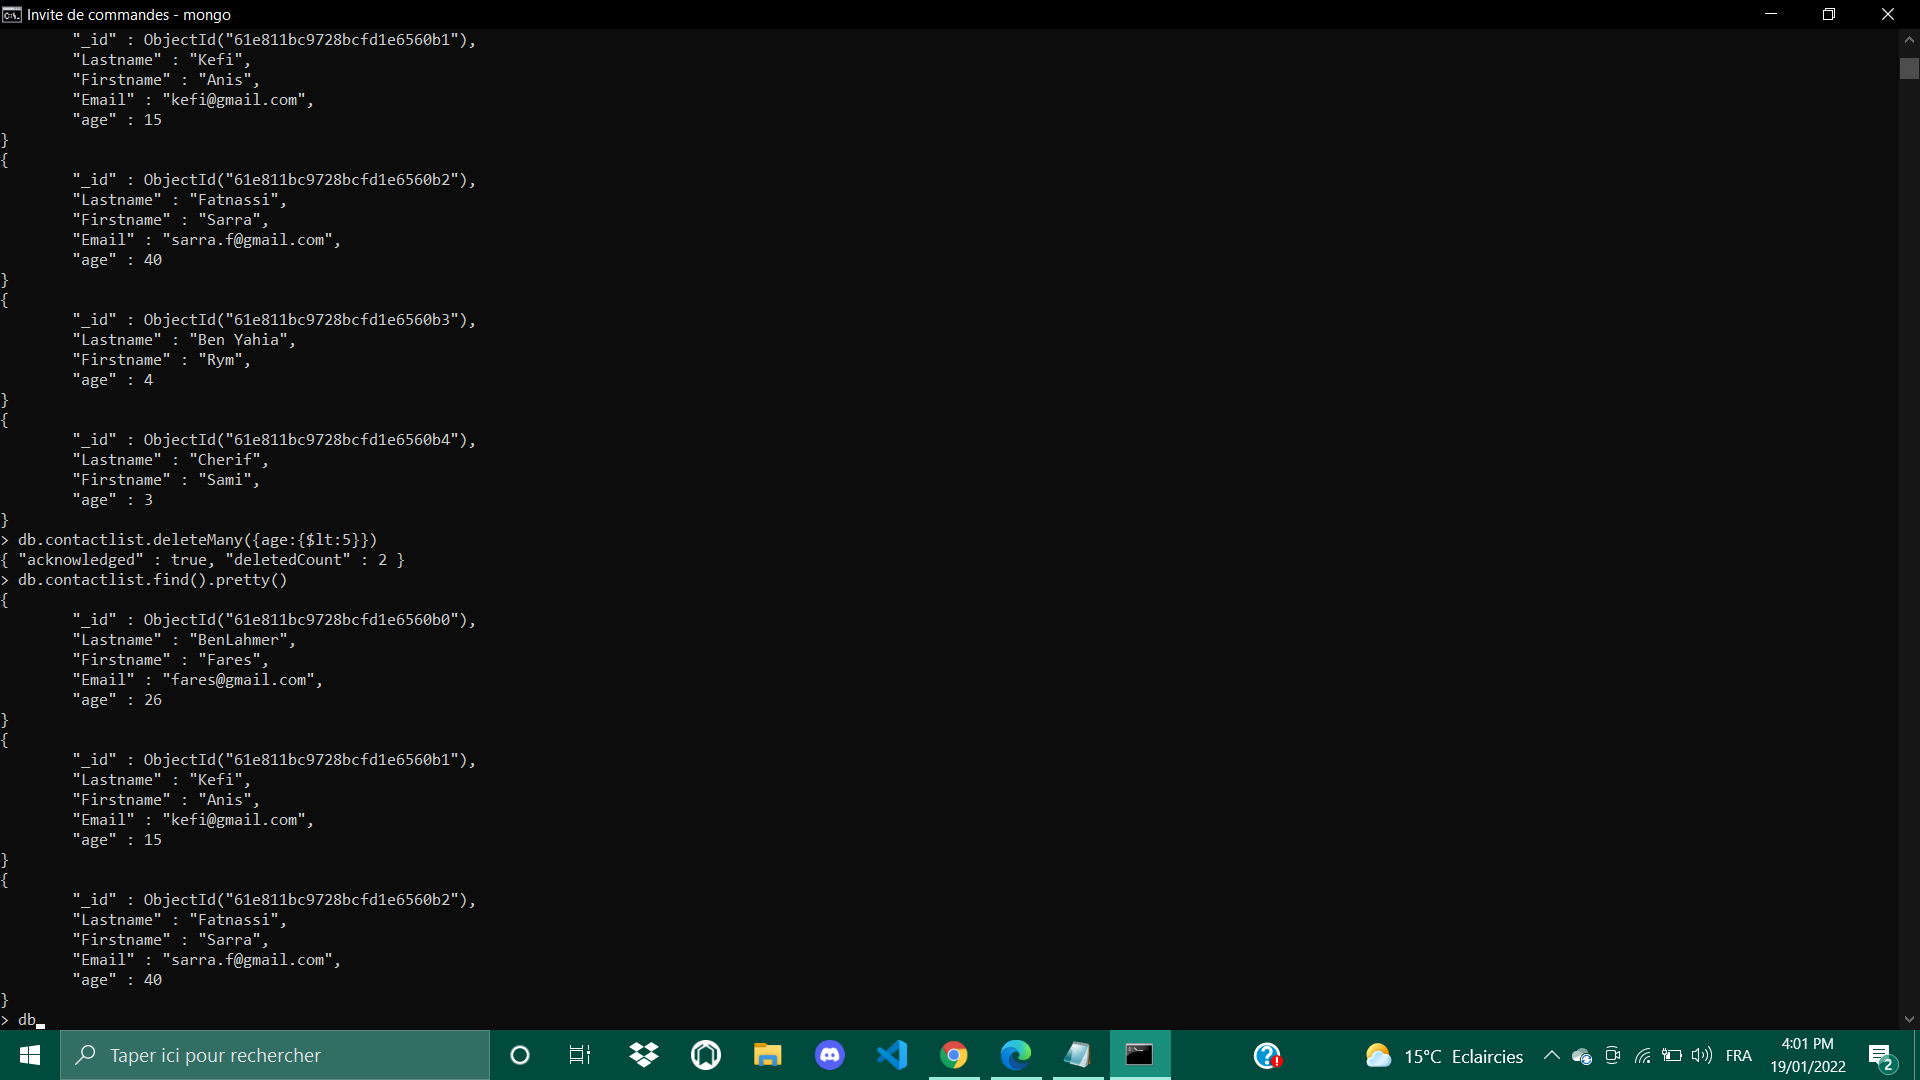 Invite de commandes - mongo
"_id" : ObjectId("61e811bc9728bcfd1e6560b1"),
"Lastname" : "Kefi",
"Firstname" : "Anis",
"Email" : "kefi@gmail.com",
"age" : 15
}
{
"_id" : ObjectId("61e811bc9728bcfd1e6560b2"),
"Lastname" : "Fatnassi",
"Firstname" : "Sarra",
"Email" : "sarra.f@gmail.com",
"age" : 40
}
{
"_id" : ObjectId("61e811bc9728bcfd1e6560b3"),
"Lastname" : "Ben Yahia",
"Firstname" : "Rym",
"age" : 4
}
{
"_id" : ObjectId("61e811bc9728bcfd1e6560b4"),
"Lastname" : "Cherif",
"Firstname" : "Sami",
"age" : 3
}
> db.contactlist.deleteMany({age:{$lt:5}})
{ "acknowledged" : true, "deletedCount" : 2 }
> db.contactlist.find().pretty()
{
"_id" : ObjectId("61e811bc9728bcfd1e6560b0"),
"Lastname" : "BenLahmer",
"Firstname" : "Fares",
"Email" : "fares@gmail.com",
"age" : 26
}
{
"_id" : ObjectId("61e811bc9728bcfd1e6560b1"),
"Lastname" : "Kefi",
"Firstname" : "Anis",
"Email" : "kefi@gmail.com",
"age" : 15
}
{
"_id" : ObjectId("61e811bc9728bcfd1e6560b2"),
"Lastname" : "Fatnassi",
"Firstname" : "Sarra",
"Email" : "sarra.f@gmail.com",
"age" : 40
}
> db
Taper ici pour rechercher
15°C Eclaircies
FRA
4:01 PM
19/01/2022
2